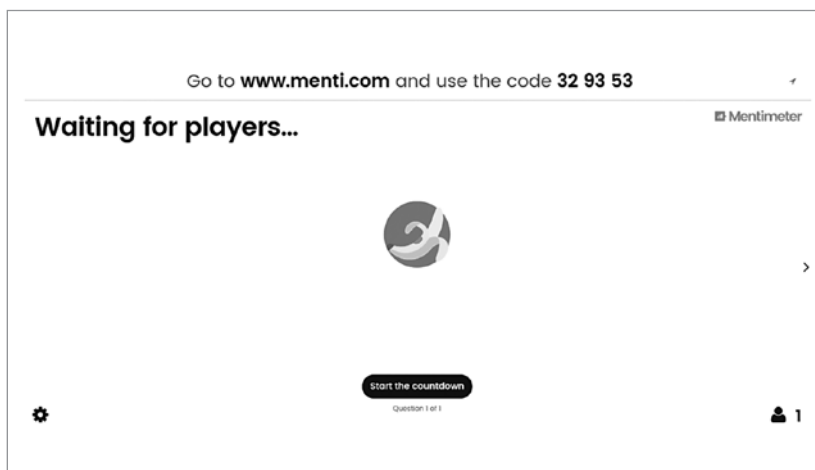 Go to www.menti.com and use the code 32 93 53
Mentimeter
Waiting for players...
Start the countdown
Question 1 of 1
1